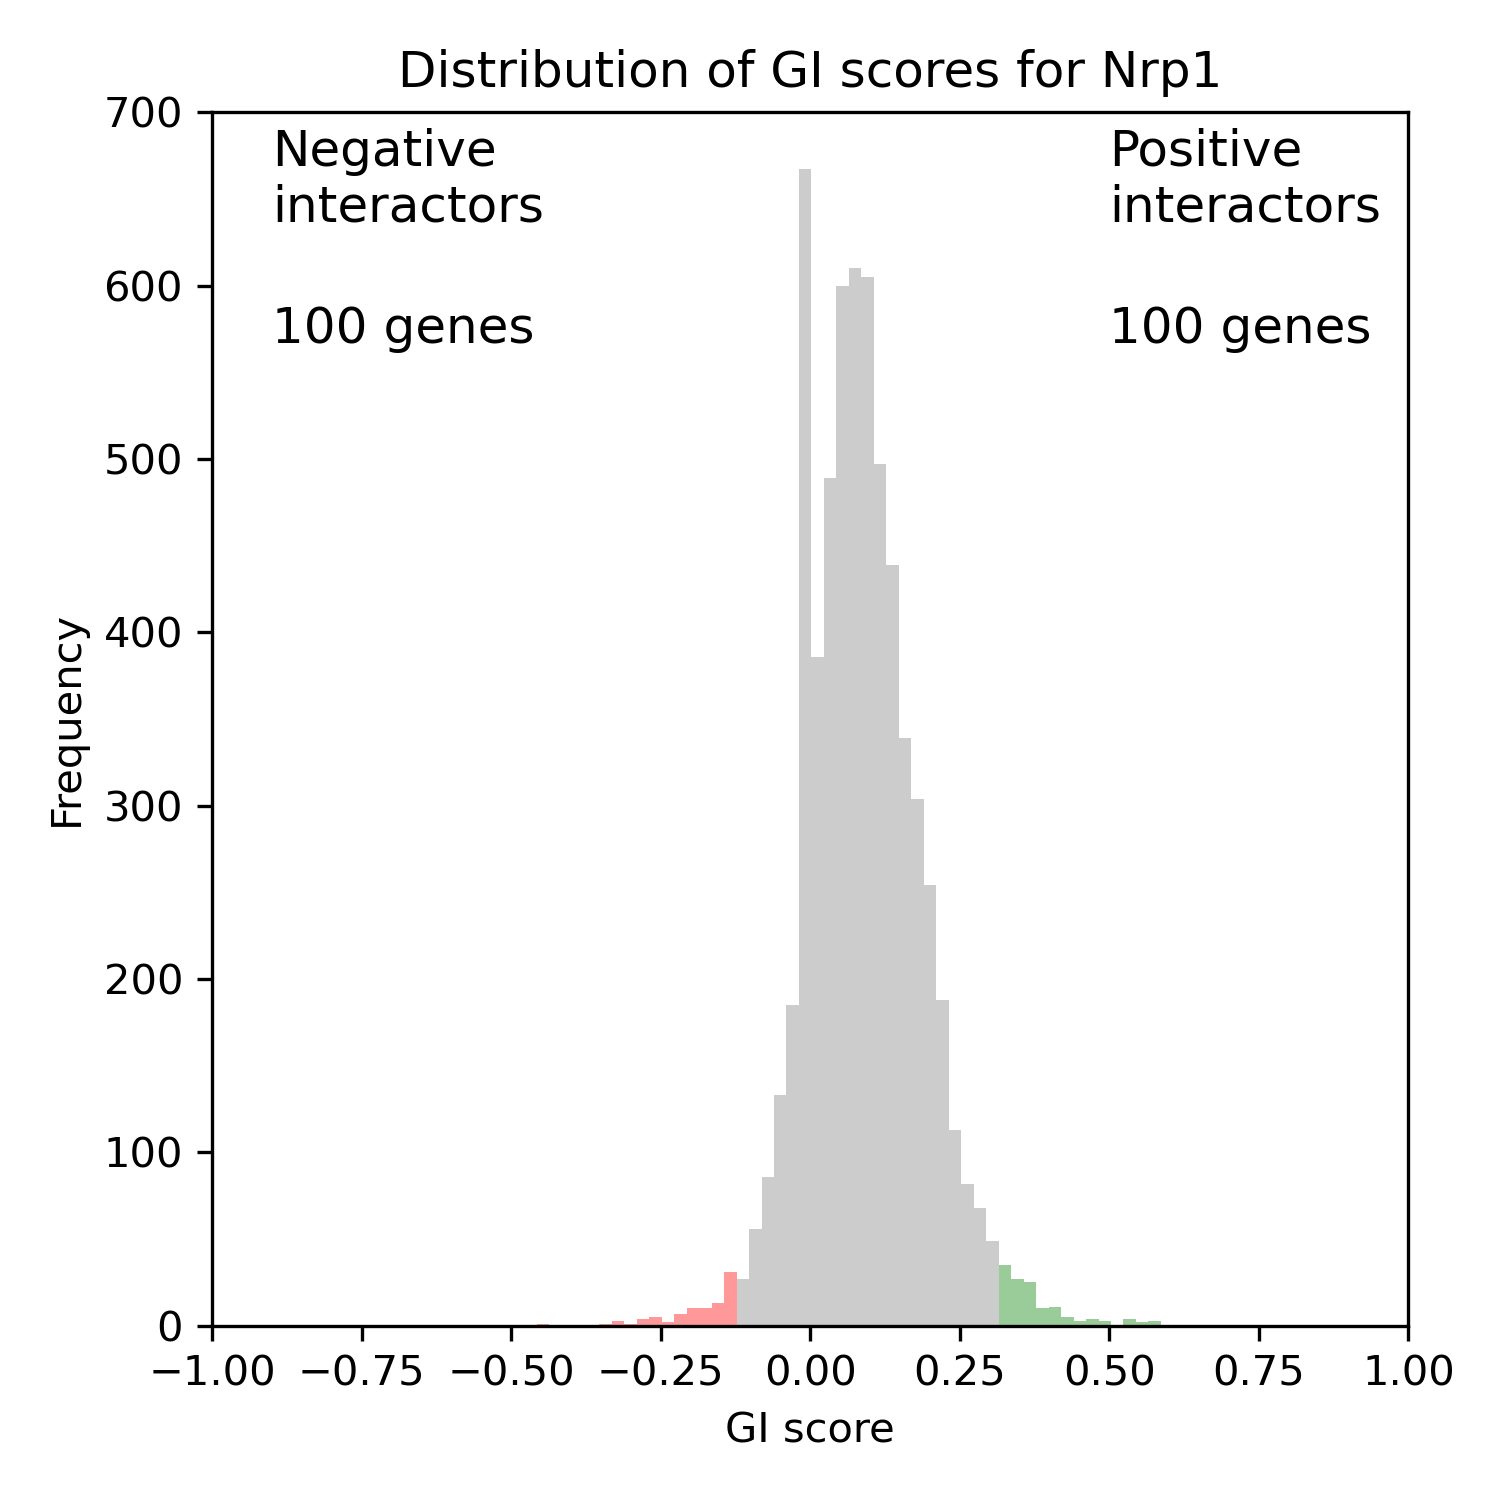 Distribution of GI scores for Nrp1
Negative
interactors
100 genes
Positive
interactors
100 genes
Frequency
700
600
500
400
300
200
100
0
−1.00 −0.75 −0.50 −0.25 0.00 0.25 0.50 0.75 1.00
GI score